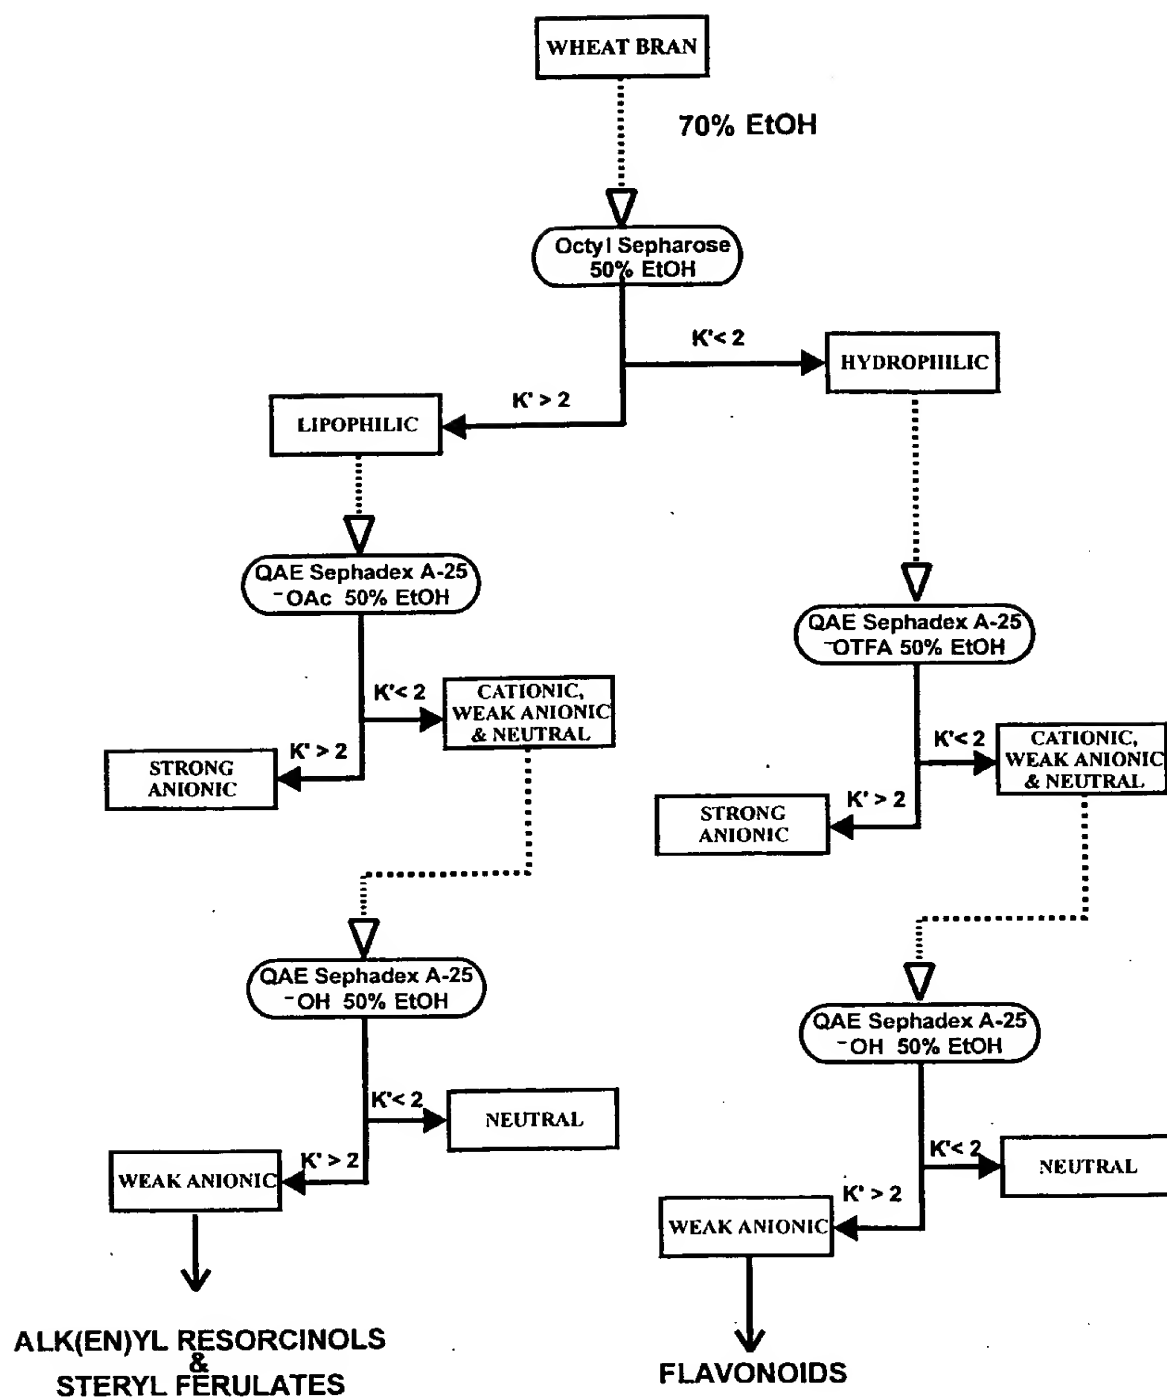 WHEAT BRAN
70% EtOH
Octyl Sepharose
50% EtOH
K'< 2
HYDROPHILIC
K' > 2
LIPOPHILIC
QAE Sephadex A-25
⁻OAc 50% EtOH
QAE Sephadex A-25
⁻OTFA 50% EtOH
K'< 2
CATIONIC,
WEAK ANIONIC
& NEUTRAL
K' > 2
STRONG
ANIONIC
K'< 2
CATIONIC,
WEAK ANIONIC
& NEUTRAL
K' > 2
STRONG
ANIONIC
QAE Sephadex A-25
⁻OH 50% EtOH
QAE Sephadex A-25
⁻OH 50% EtOH
K'< 2
NEUTRAL
K' > 2
WEAK ANIONIC
K'< 2
NEUTRAL
K' > 2
WEAK ANIONIC
ALK(EN)YL RESORCINOLS
&
STERYL FERULATES
FLAVONOIDS